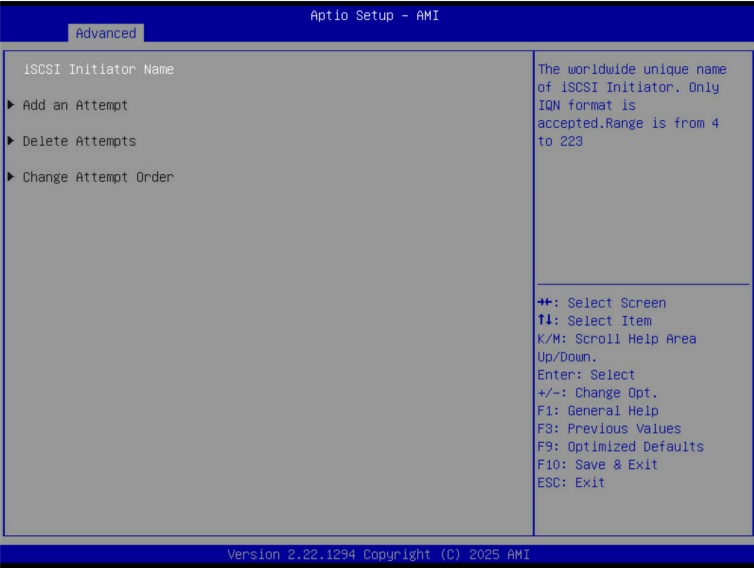 Aptio Setup – AMI
Advanced
iSCSI Initiator Name
▶ Add an Attempt
▶ Delete Attempts
▶ Change Attempt Order
The worldwide unique name
of iSCSI Initiator. Only
IQN format is
accepted.Range is from 4
to 223
→←: Select Screen
↑↓: Select Item
K/M: Scroll Help Area
Up/Down.
Enter: Select
+/-: Change Opt.
F1: General Help
F3: Previous Values
F9: Optimized Defaults
F10: Save & Exit
ESC: Exit
Version 2.22.1294 Copyright (C) 2025 AMI